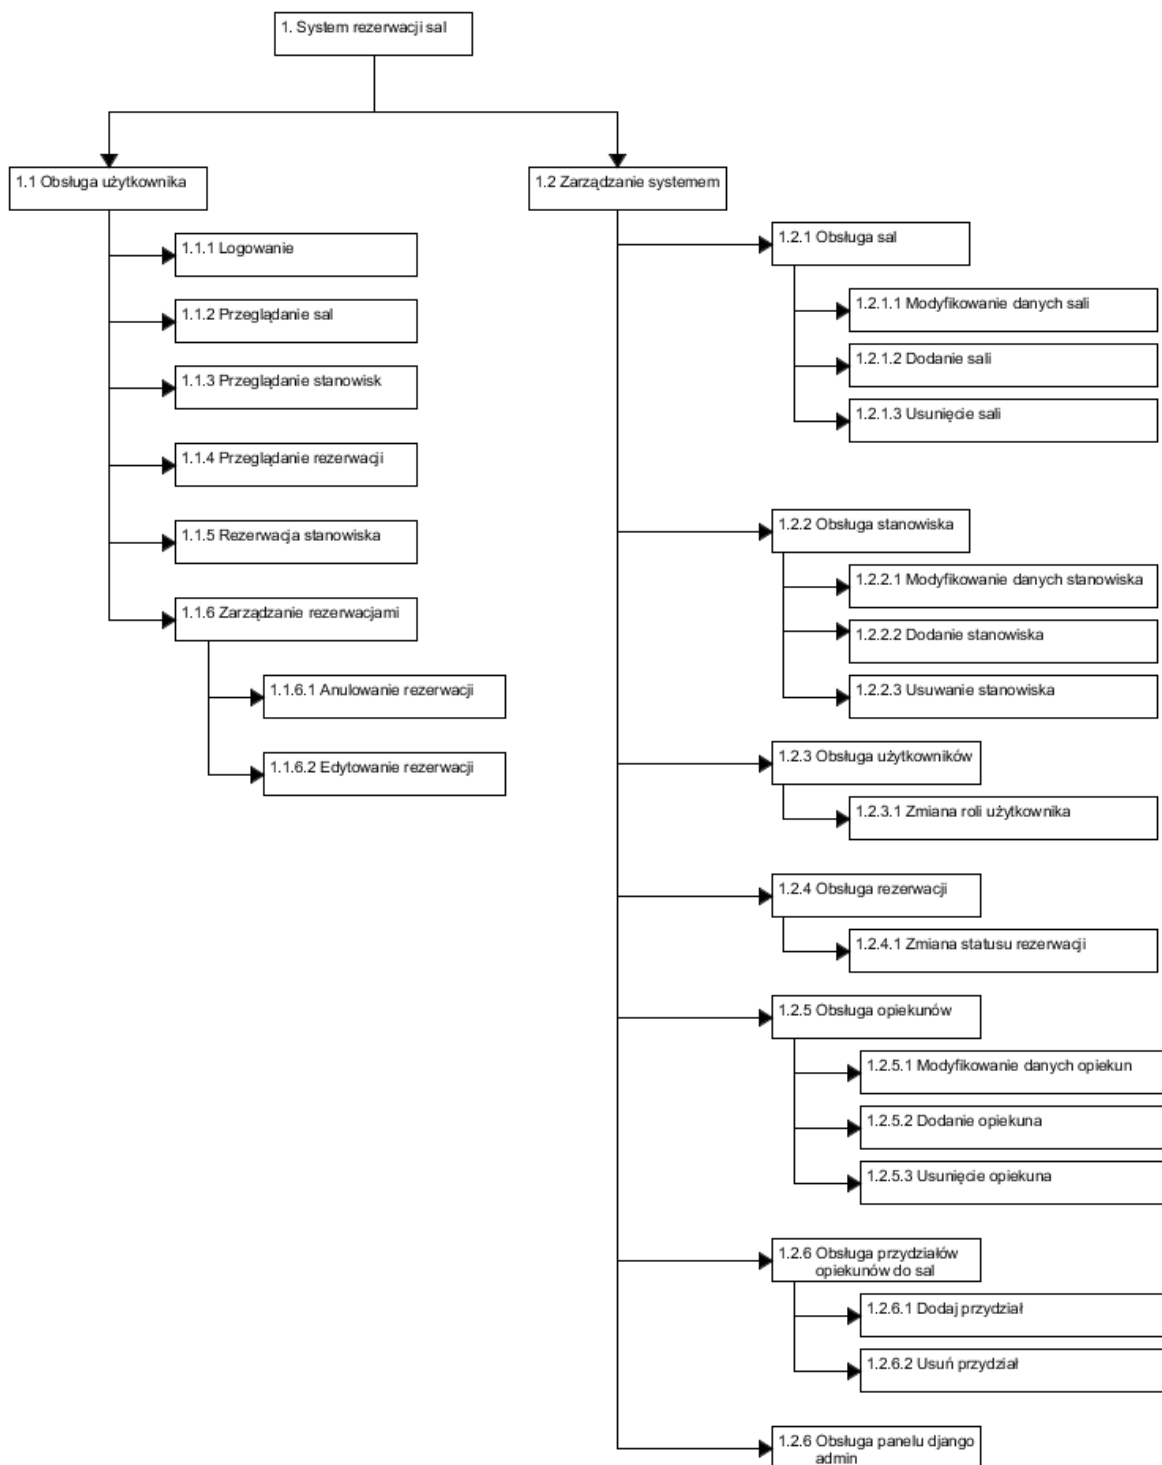 1. System rezerwacji sal
1.1 Obsługa użytkownika
1.1.1 Logowanie
1.1.2 Przeglądanie sal
1.1.3 Przeglądanie stanowisk
1.1.4 Przeglądanie rezerwacji
1.1.5 Rezerwacja stanowiska
1.1.6 Zarządzanie rezerwacjami
1.1.6.1 Anulowanie rezerwacji
1.1.6.2 Edytowanie rezerwacji
1.2 Zarządzanie systemem
1.2.1 Obsługa sal
1.2.1.1 Modyfikowanie danych sali
1.2.1.2 Dodanie sali
1.2.1.3 Usunięcie sali
1.2.2 Obsługa stanowiska
1.2.2.1 Modyfikowanie danych stanowiska
1.2.2.2 Dodanie stanowiska
1.2.2.3 Usuwanie stanowiska
1.2.3 Obsługa użytkowników
1.2.3.1 Zmiana roli użytkownika
1.2.4 Obsługa rezerwacji
1.2.4.1 Zmiana statusu rezerwacji
1.2.5 Obsługa opiekunów
1.2.5.1 Modyfikowanie danych opiekun
1.2.5.2 Dodanie opiekuna
1.2.5.3 Usunięcie opiekuna
1.2.6 Obsługa przydziałów
opiekunów do sal
1.2.6.1 Dodaj przydział
1.2.6.2 Usuń przydział
1.2.6 Obsługa panelu django
admin